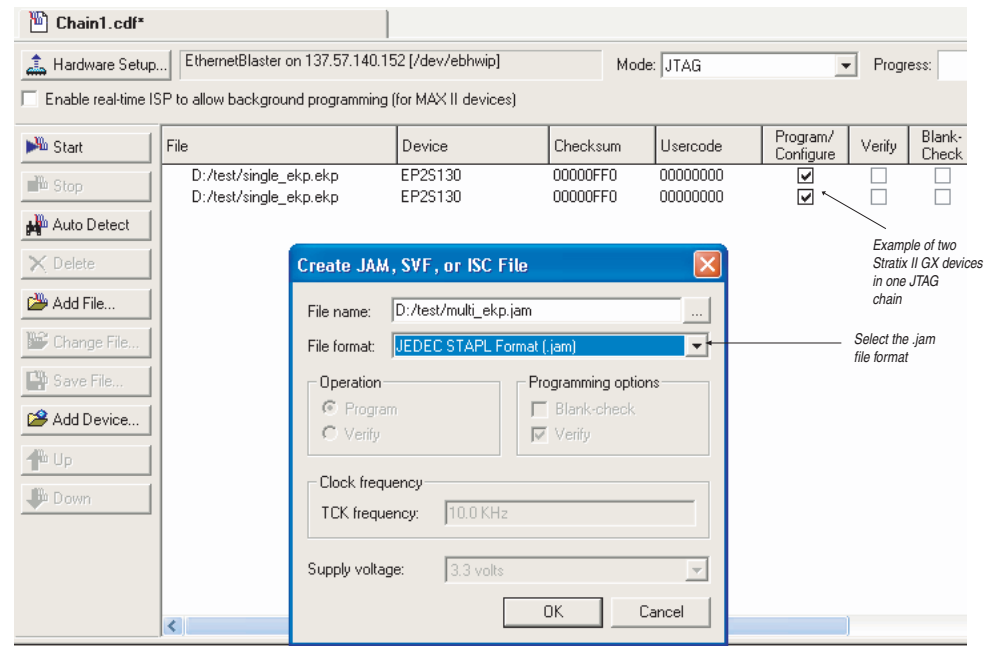 Chain1.cdf*
Hardware Setup... EthernetBlaster on 137.57.140.152 [/dev/ebhwip] Mode: JTAG Progress:
Enable real-time ISP to allow background programming (for MAX II devices)
Start
Stop
Auto Detect
Delete
Add File...
Change File...
Save File...
Add Device...
Up
Down
File Device Checksum Usercode Program/ Configure Verify Blank- Check
D:/test/single_ekp.ekp EP2S130 00000FF0 00000000
D:/test/single_ekp.ekp EP2S130 00000FF0 00000000
Example of two
Stratix II GX devices
in one JTAG
chain
Create JAM, SVF, or ISC File
File name: D:/test/multi_ekp.jam ...
File format: JEDEC STAPL Format (.jam)
Select the .jam
file format
Operation
Program
Verify
Programming options
Blank-check
Verify
Clock frequency
TCK frequency: 10.0 KHz
Supply voltage: 3.3 volts
OK Cancel